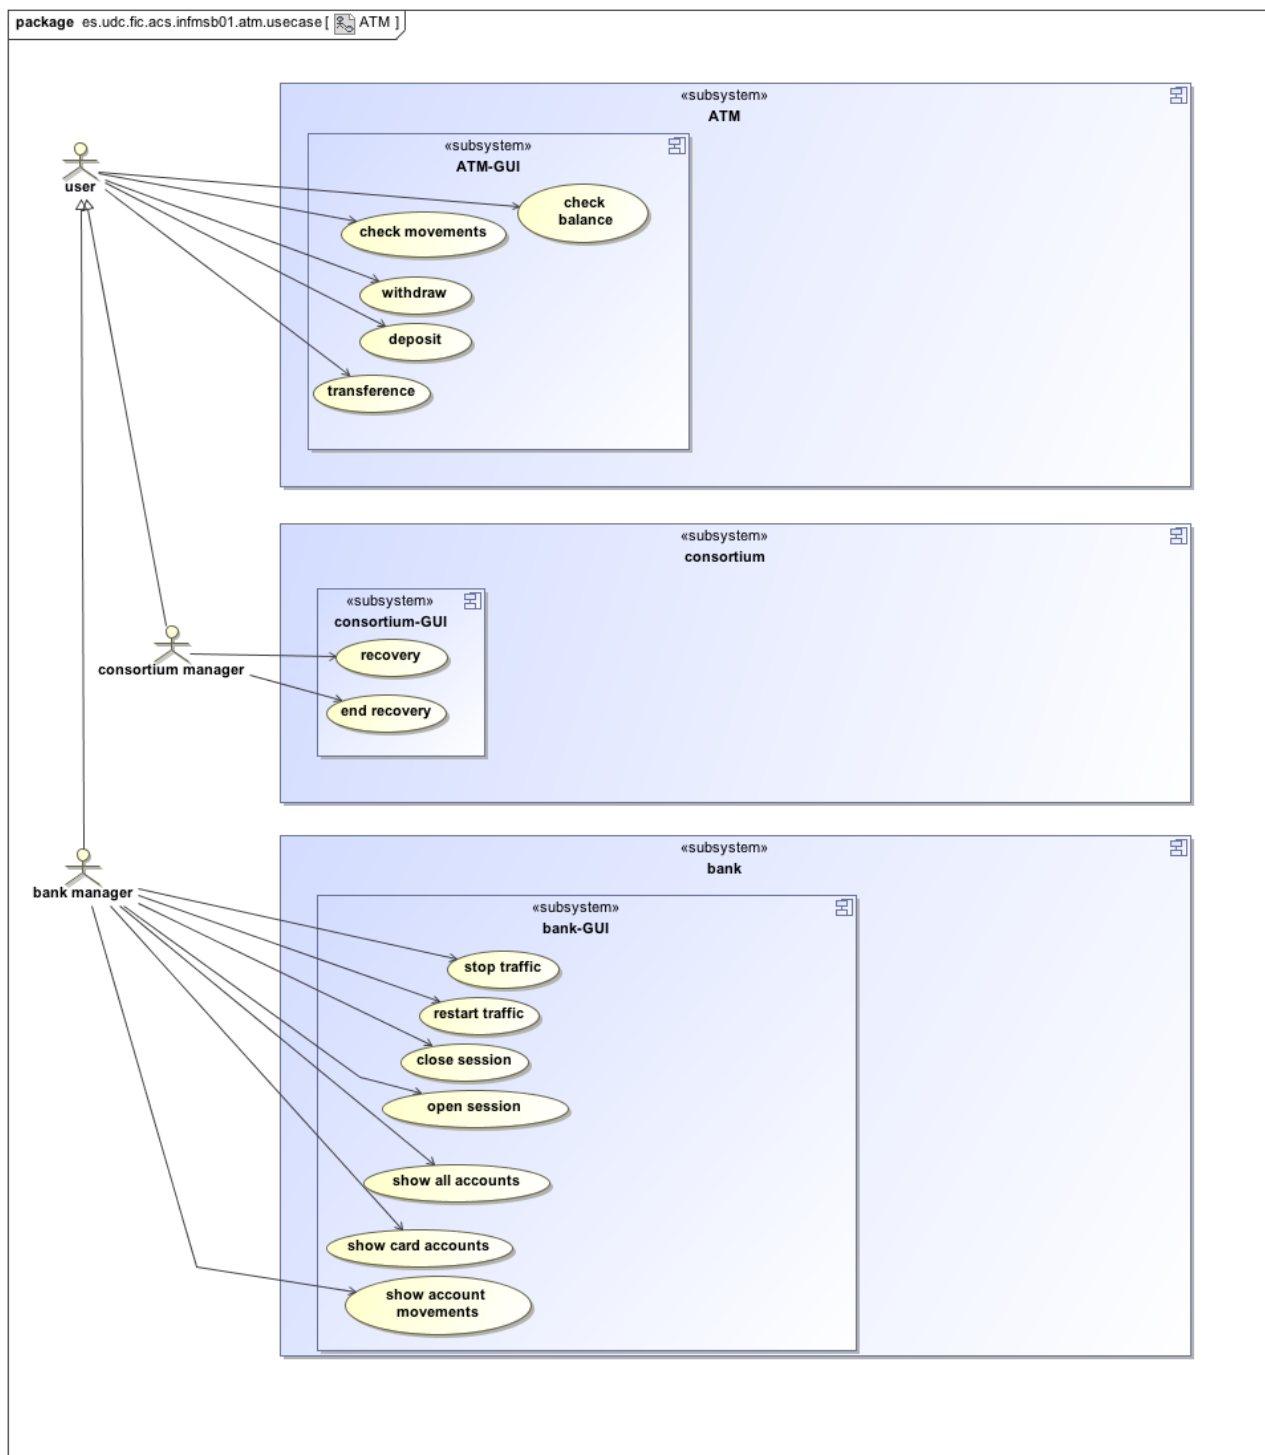 package es.udc.fic.acs.infmsb01.atm.usecase [ ATM ]
«subsystem»
ATM
«subsystem»
ATM-GUI
user
check
balance
check movements
withdraw
deposit
transference
«subsystem»
consortium
«subsystem»
consortium-GUI
recovery
consortium manager
end recovery
«subsystem»
bank
bank manager
«subsystem»
bank-GUI
stop traffic
restart traffic
close session
open session
show all accounts
show card accounts
show account
movements